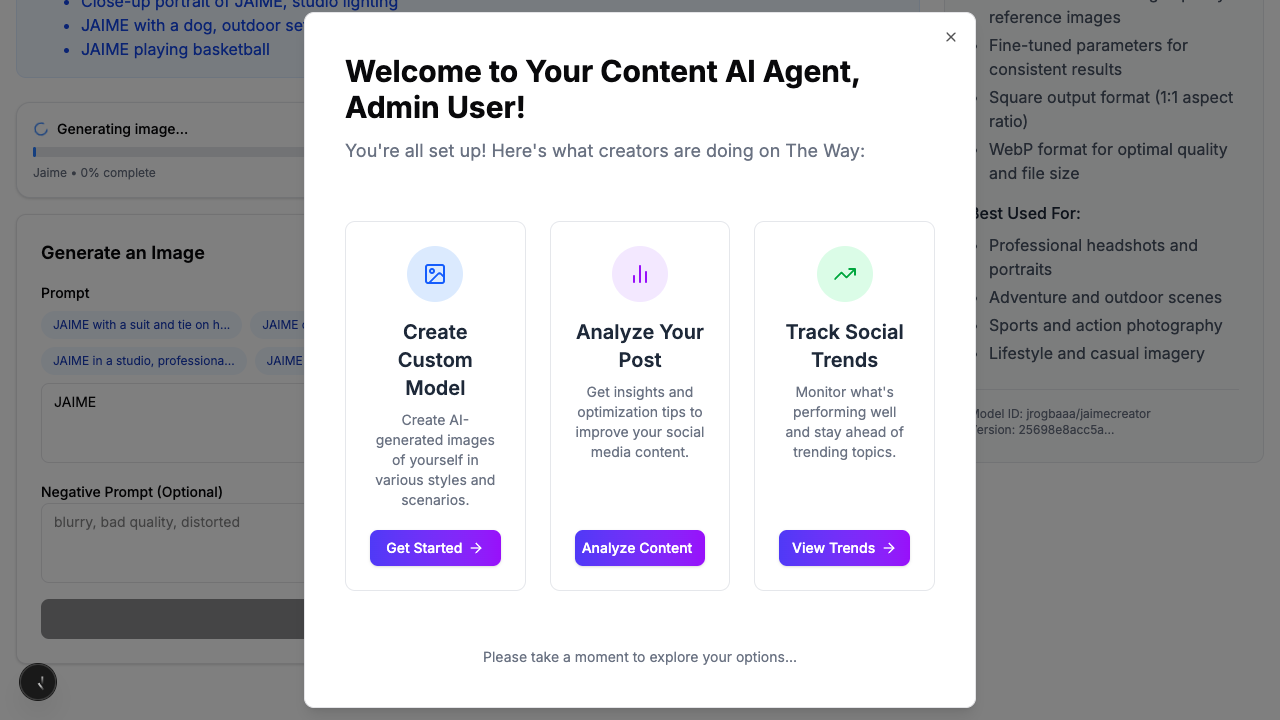 Close-up portrait of JAIME, studio lighting
JAIME with a dog, outdoor se
JAIME playing basketball
Generating image...
Jaime • 0% complete
Generate an Image
Prompt
JAIME with a suit and tie on h...
JAIME
JAIME in a studio, professiona...
JAIME
JAIME
Negative Prompt (Optional)
blurry, bad quality, distorted
Welcome to Your Content AI Agent,
Admin User!
You're all set up! Here's what creators are doing on The Way:
Create
Custom
Model
Create AI-
generated images
of yourself in
various styles and
scenarios.
Get Started
Analyze Your
Post
Get insights and
optimization tips to
improve your social
media content.
Analyze Content
Track Social
Trends
Monitor what's
performing well
and stay ahead of
trending topics.
View Trends
Please take a moment to explore your options...
reference images
Fine-tuned parameters for
consistent results
Square output format (1:1 aspect
ratio)
WebP format for optimal quality
and file size
Best Used For:
Professional headshots and
portraits
Adventure and outdoor scenes
Sports and action photography
Lifestyle and casual imagery
Model ID: jrogbaaa/jaimecreator
Version: 25698e8acc5a...